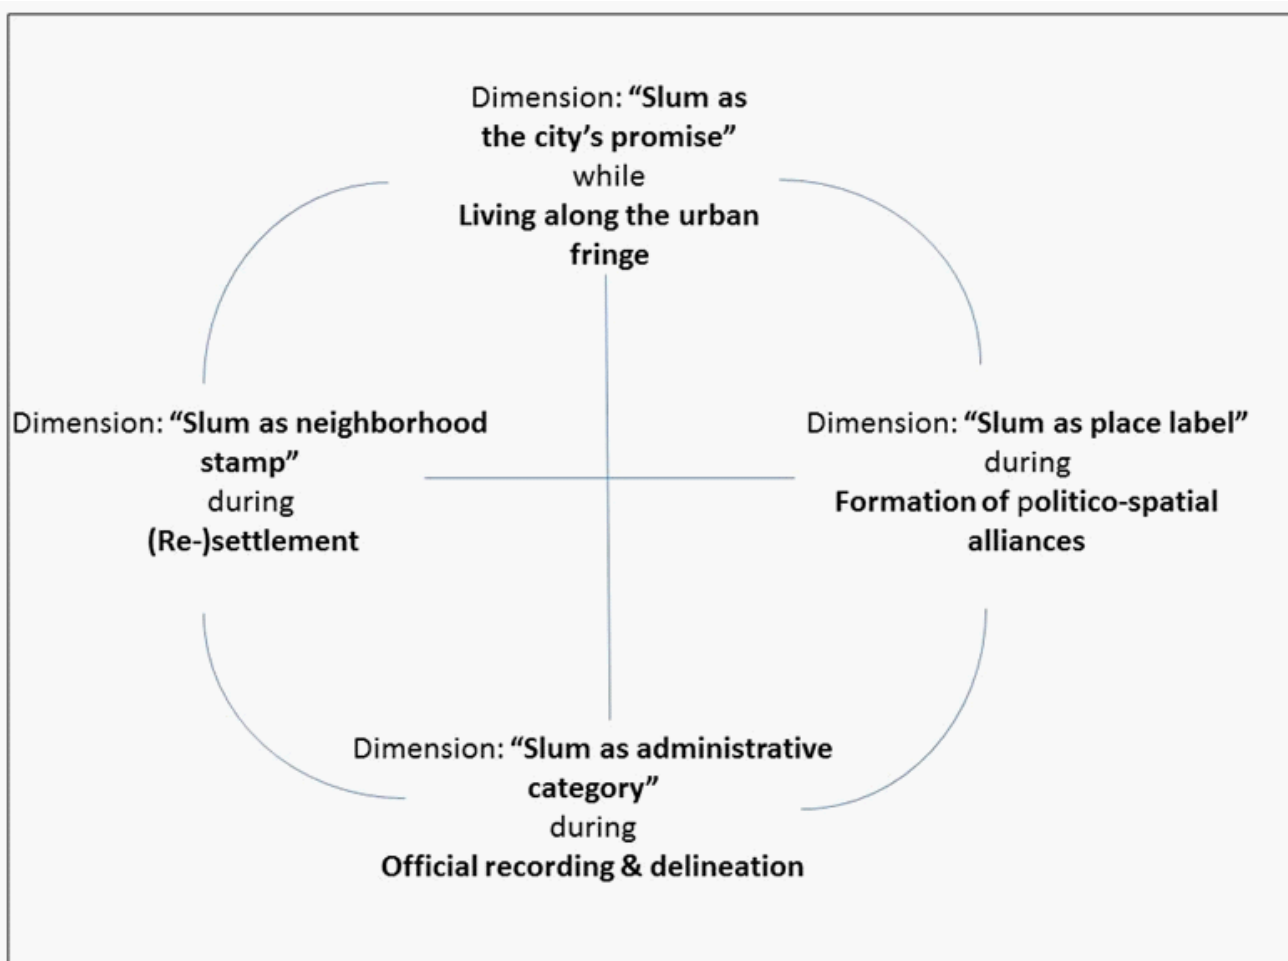 Dimension: “Slum as
the city’s promise”
while
Living along the urban
fringe
Dimension: “Slum as neighborhood
stamp”
during
(Re-)settlement
Dimension: “Slum as place label”
during
Formation of politico-spatial
alliances
Dimension: “Slum as administrative
category”
during
Official recording & delineation